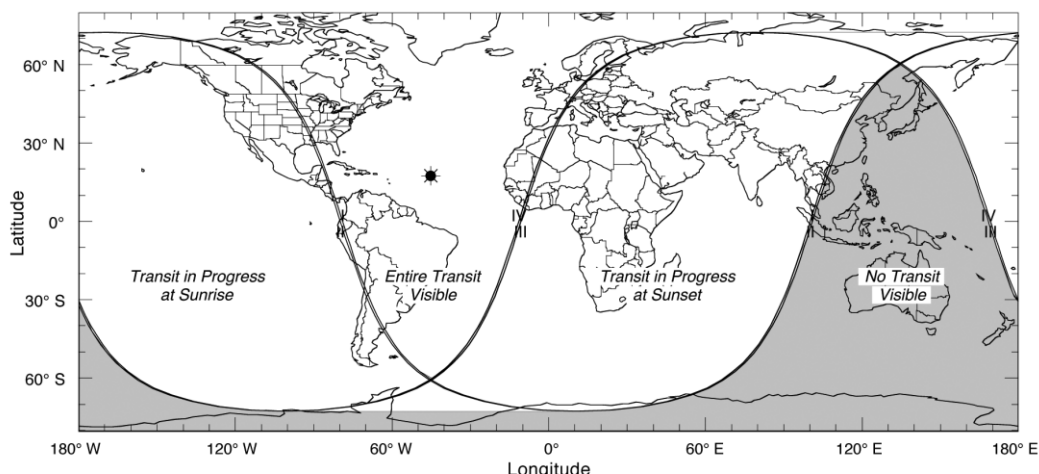 60° N
30° N
0°
30° S
60° S
Latitude
IV
III
IV
III
II
Transit in Progress
at Sunrise
Entire Transit
Visible
Transit in Progress
at Sunset
No Transit
Visible
180° W
120° W
60° W
0°
60° E
120° E
180° E
Longitude